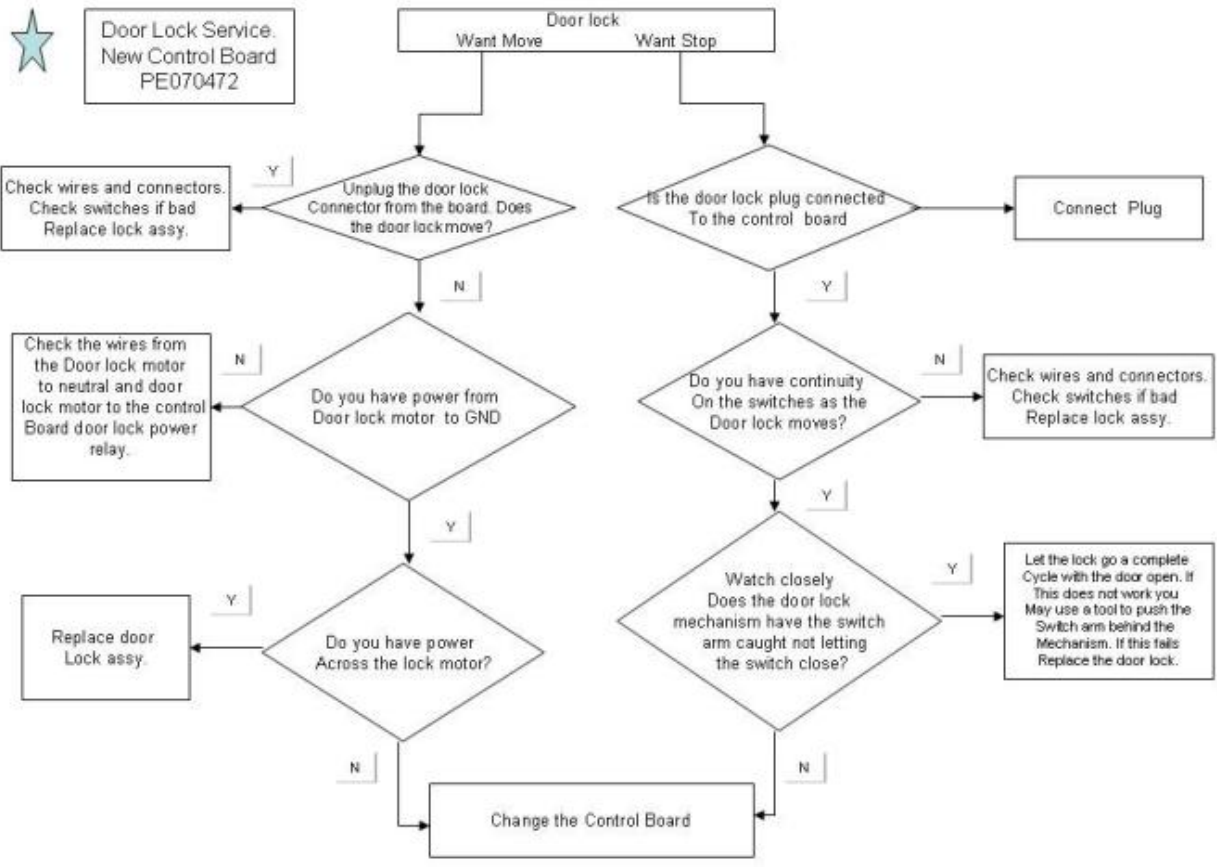 Door Lock Service.
New Control Board
PE070472
Door lock
Want Move Want Stop
Y
Check wires and connectors.
Check switches if bad
Replace lock assy.
Unplug the door lock
Connector from the board. Does
the door lock move?
Is the door lock plug connected
To the control board
Connect Plug
N
Y
Check the wires from
the Door lock motor
to neutral and door
lock motor to the control
Board door lock power
relay.
N
Do you have power from
Door lock motor to GND
Do you have continuity
On the switches as the
Door lock moves?
N
Check wires and connectors.
Check switches if bad
Replace lock assy.
Y
Y
Replace door
Lock assy.
Y
Do you have power
Across the lock motor?
Watch closely
Does the door lock
mechanism have the switch
arm caught not letting
the switch close?
Y
Let the lock go a complete
Cycle with the door open. If
This does not work you
May use a tool to push the
Switch arm behind the
Mechanism. If this fails
Replace the door lock.
N
N
Change the Control Board